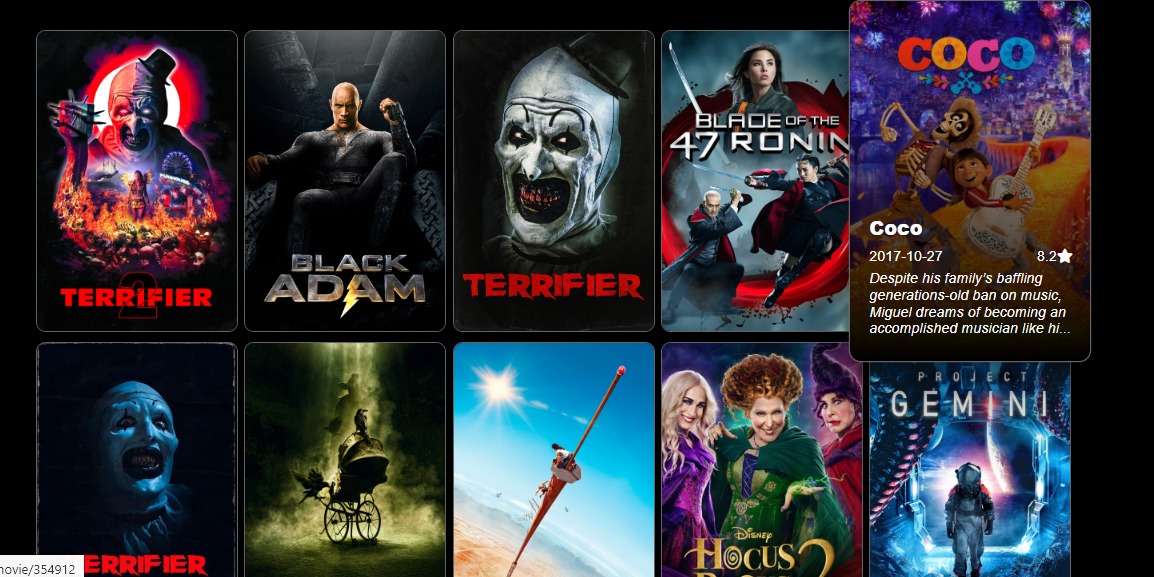 TERRIFIER
2
BLACK
ADAM
TERRIFIER
BLADE OF THE
47 RONIN
COCO
Coco
2017-10-27
8.2
Despite his family's baffling
generations-old ban on music,
Miguel dreams of becoming an
accomplished musician like hi...
TERRIFIER
Disney
HOCUS
2
PROJECT
GEMINI
movie/354912